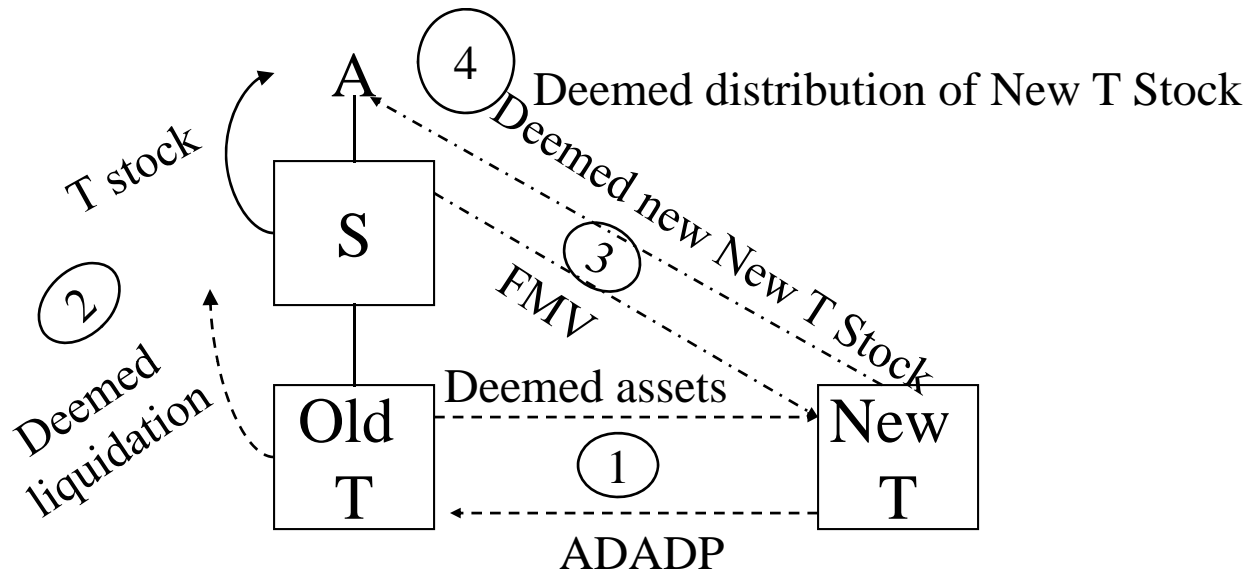 A
4
Deemed distribution of New T Stock
T stock
Deemed new New T Stock
S
3
FMV
2
Deemed
liquidation
Deemed assets
Old
T
New
T
1
ADADP